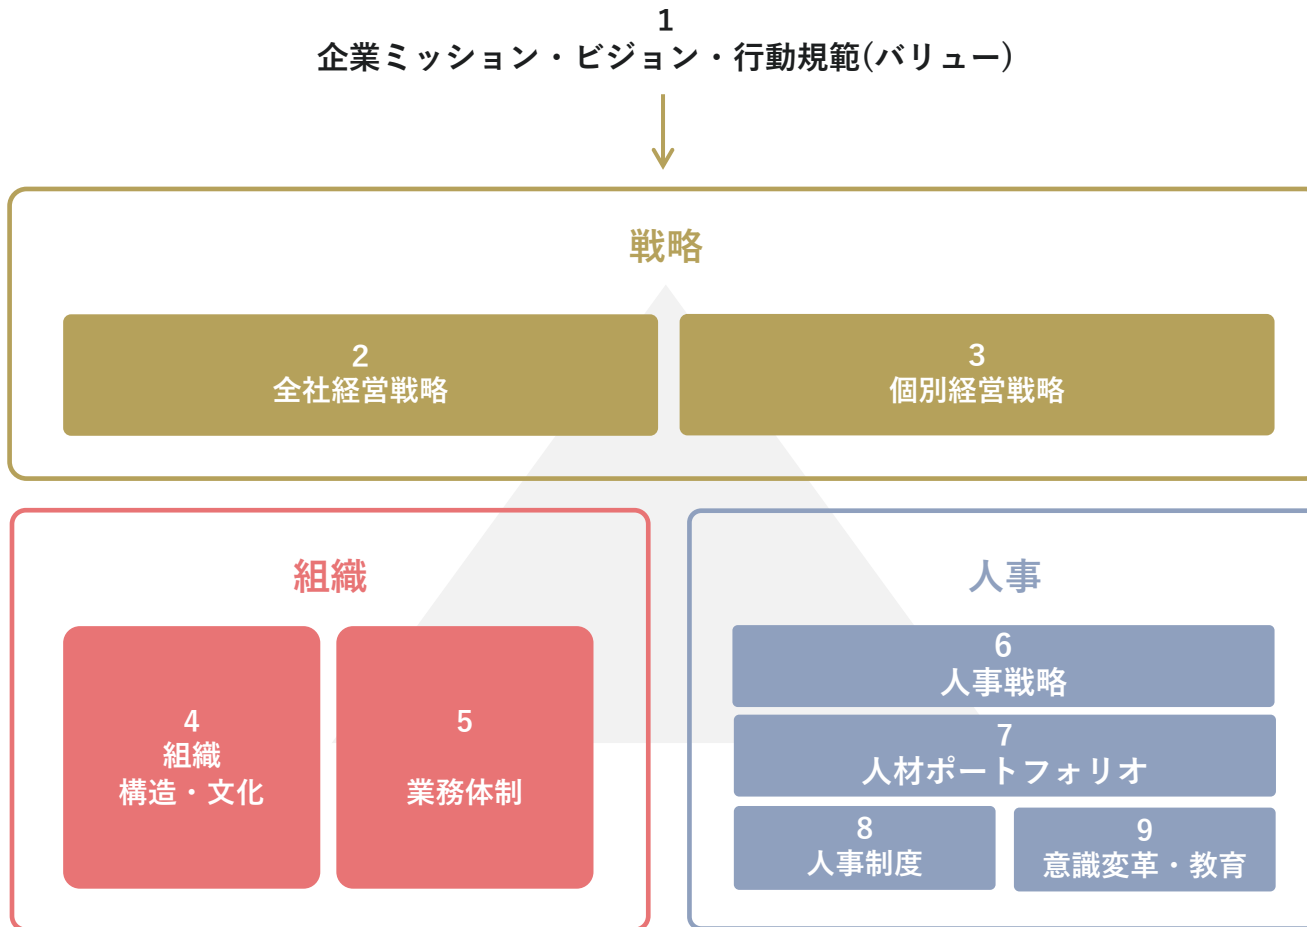 1
企業ミッション・ビジョン・行動規範(バリュー)
戦略
2
全社経営戦略
3
個別経営戦略
組織
4
組織
構造・文化
5
業務体制
人事
6
人事戦略
7
人材ポートフォリオ
8
人事制度
9
意識変革・教育